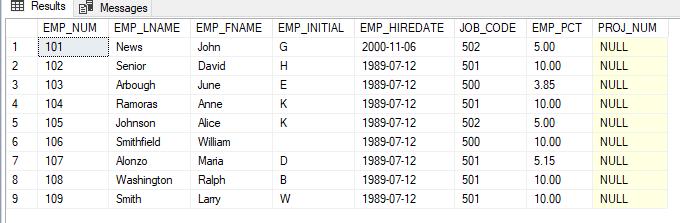 Results Messages
EMP_NUM EMP_LNAME EMP_FNAME EMP_INITIAL EMP_HIREDATE JOB_CODE EMP_PCT PROJ_NUM
1 101 News John G 2000-11-06 502 5.00 NULL
2 102 Senior David H 1989-07-12 501 10.00 NULL
3 103 Arbough June E 1989-07-12 500 3.85 NULL
4 104 Ramoras Anne K 1989-07-12 501 10.00 NULL
5 105 Johnson Alice K 1989-07-12 502 5.00 NULL
6 106 Smithfield William 1989-07-12 500 10.00 NULL
7 107 Alonzo Maria D 1989-07-12 501 5.15 NULL
8 108 Washington Ralph B 1989-07-12 501 10.00 NULL
9 109 Smith Larry W 1989-07-12 501 10.00 NULL